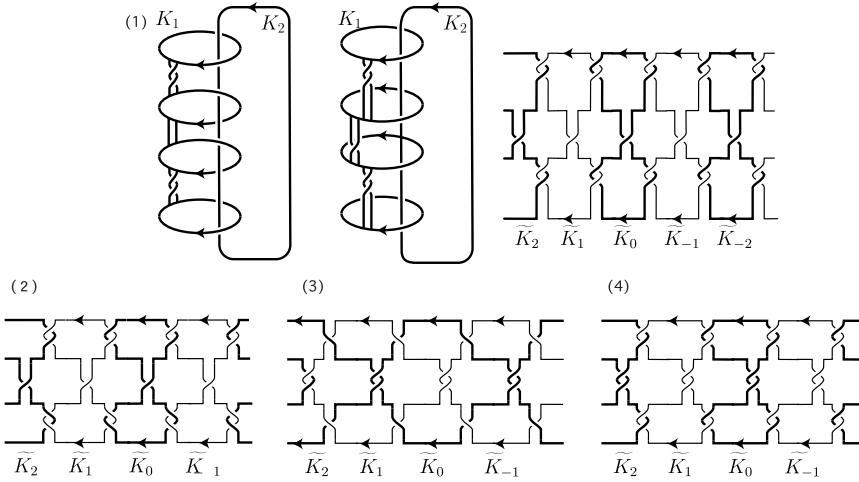 (1) K₁ K₂ K₁ K₂
K̃₂ K̃₁ K̃₀ K̃₋₁ K̃₋₂
(2) (3) (4)
K̃₂ K̃₁ K̃₀ K̃₋₁ K̃₂ K̃₁ K̃₀ K̃₋₁ K̃₂ K̃₁ K̃₀ K̃₋₁